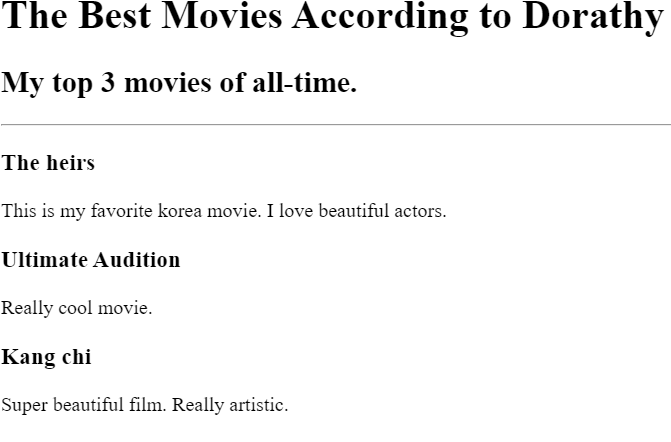 The Best Movies According to Dorathy
My top 3 movies of all-time.
The heirs
This is my favorite korea movie. I love beautiful actors.
Ultimate Audition
Really cool movie.
Kang chi
Super beautiful film. Really artistic.